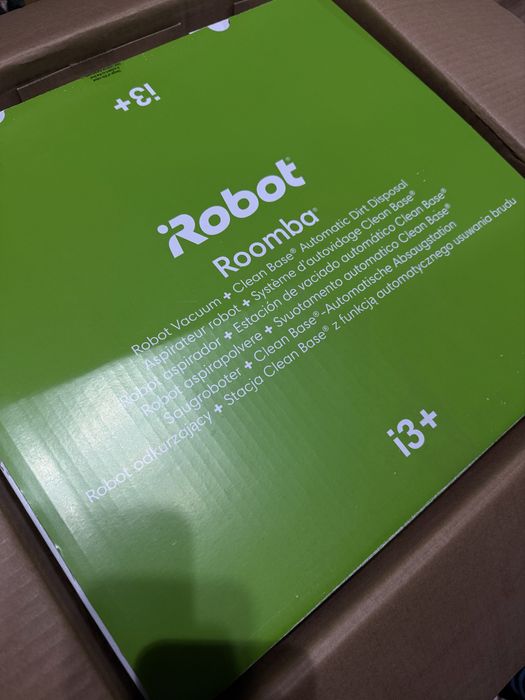 i3+
iRobot®
Roomba®
Robot Vacuum + Clean Base® Automatic Dirt Disposal
Aspirateur robot + Système d'autovidage Clean Base®
Robot aspirador + Estación de vaciado automático Clean Base®
Robot aspirapolvere + Svuotamento automatico Clean Base®
Saugroboter + Clean Base®-Automatische Absaugstation
Robot odkurzający + Stacja Clean Base® z funkcją automatycznego usuwania brudu
i3+